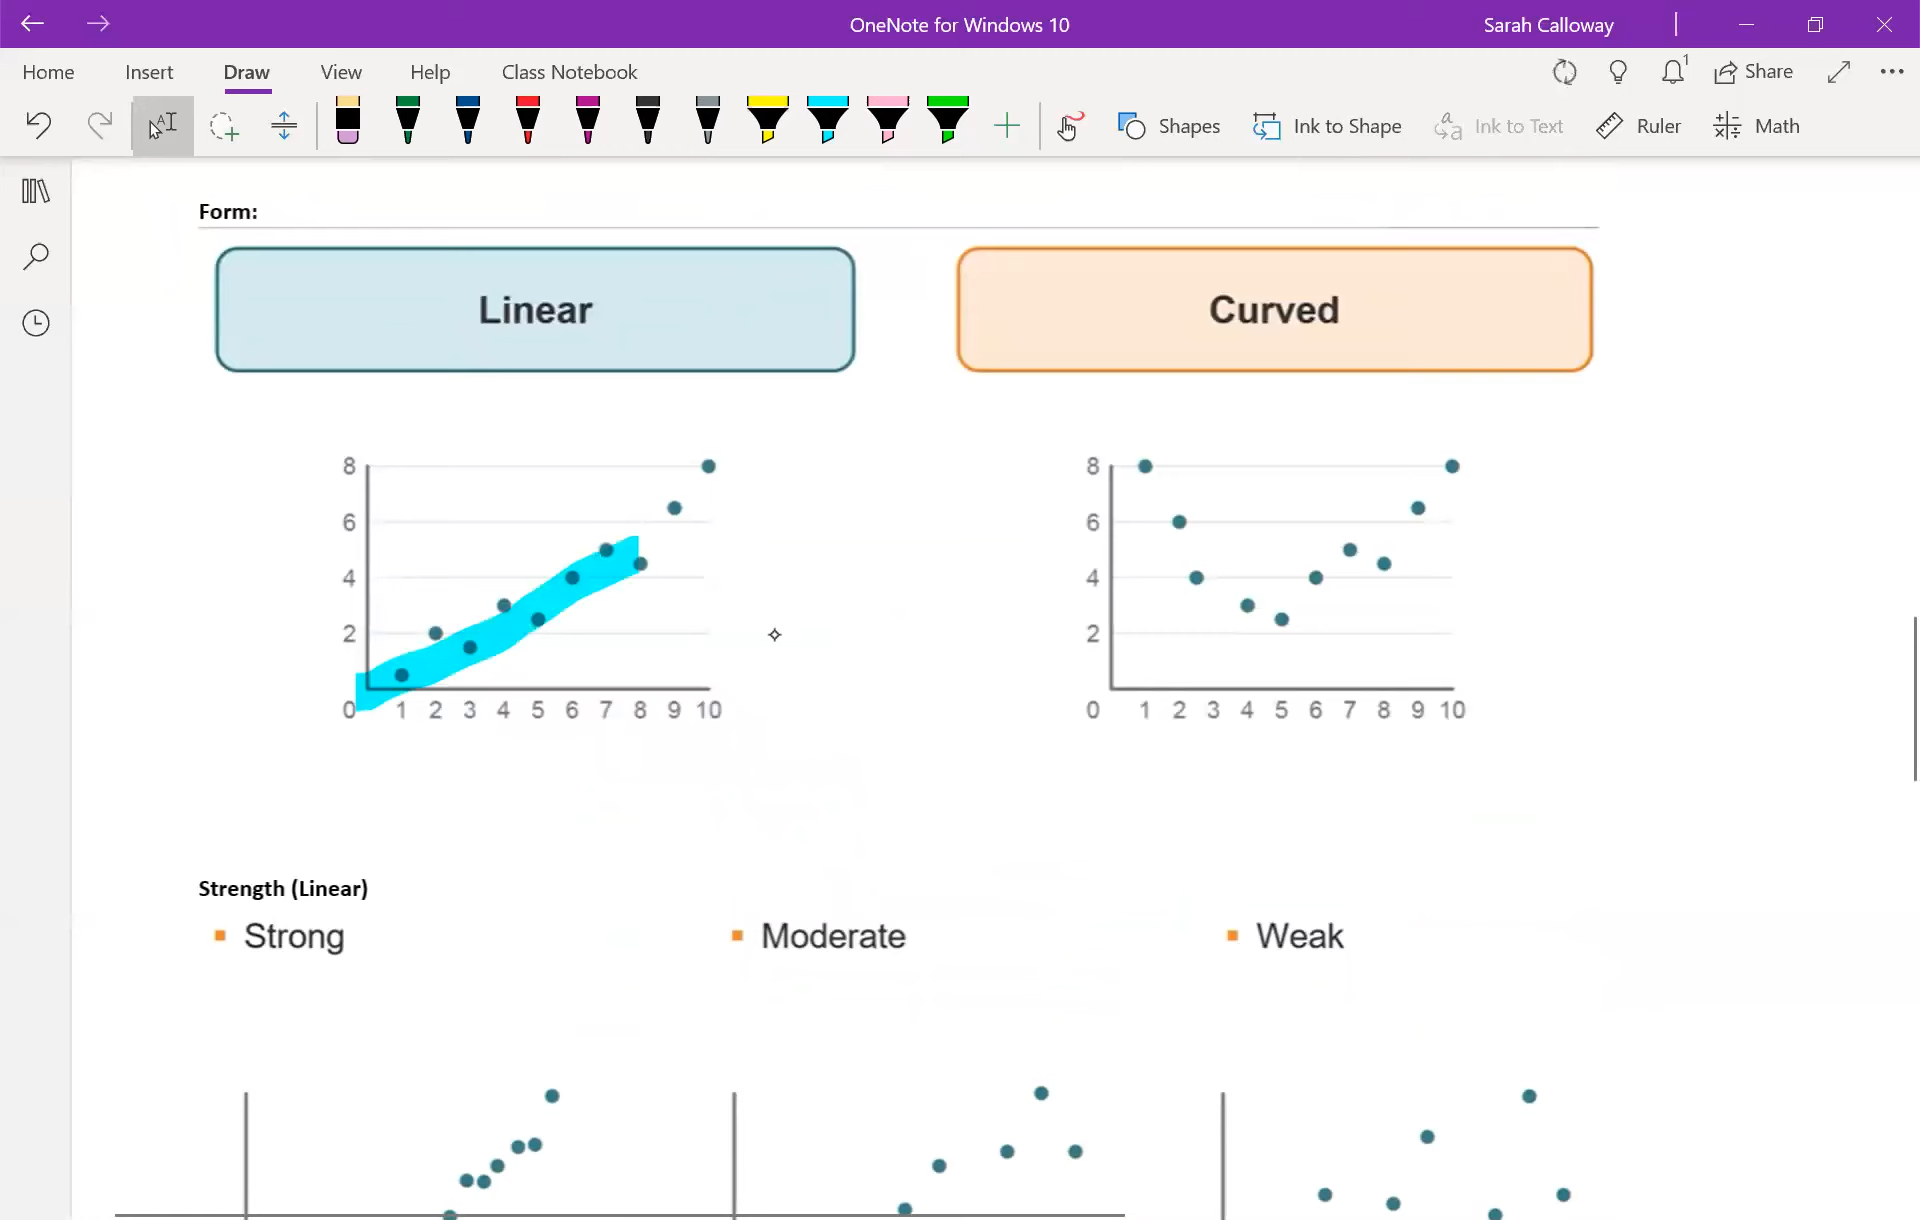 OneNote for Windows 10
Sarah Calloway
Home Insert Draw View Help Class Notebook
1
Share
Shapes Ink to Shape Ink to Text Ruler Math
Form:
Linear
Curved
8
6
4
2
0 1 2 3 4 5 6 7 8 9 10
8
6
4
2
0 1 2 3 4 5 6 7 8 9 10
Strength (Linear)
▪ Strong
▪ Moderate
▪ Weak